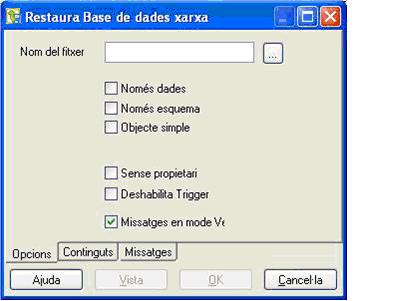 Restaura Base de dades xarxa
Nom del fitxer
...
Només dades
Només esquema
Objecte simple
Sense propietari
Deshabilita Trigger
Missatges en mode Ve
Opcions Continguts Missatges
Ajuda Vista OK Cancel·la